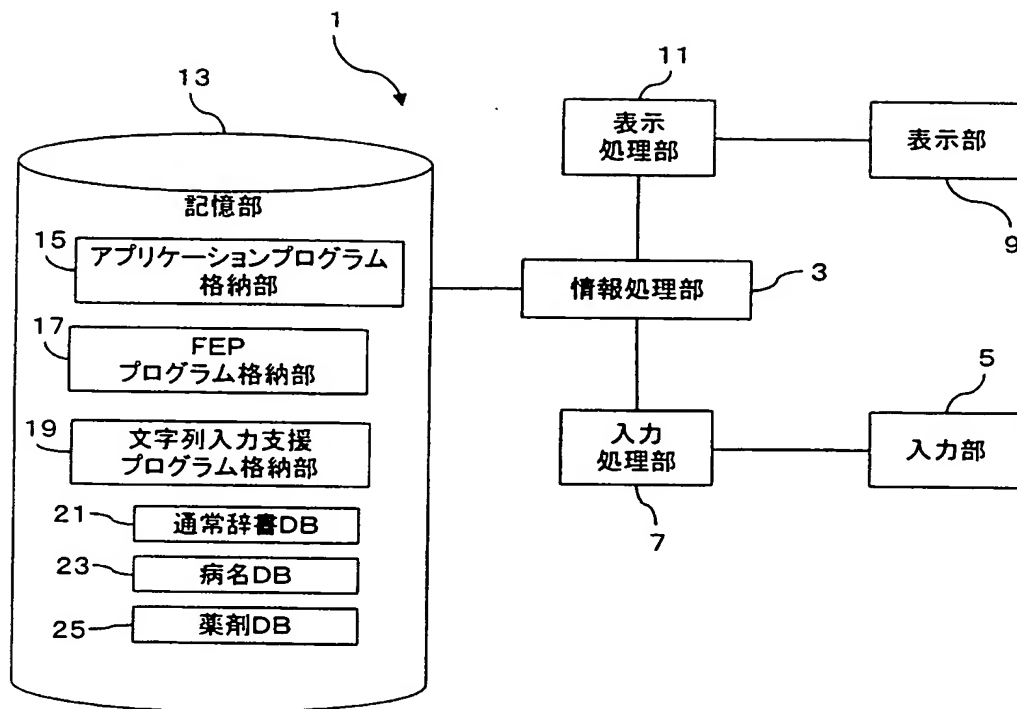 1
13
11
表示
処理部
表示部
9
記憶部
15
アプリケーションプログラム
格納部
情報処理部
3
17
FEP
プログラム格納部
5
19
文字列入力支援
プログラム格納部
入力
処理部
入力部
7
21
通常辞書DB
23
病名DB
25
薬剤DB